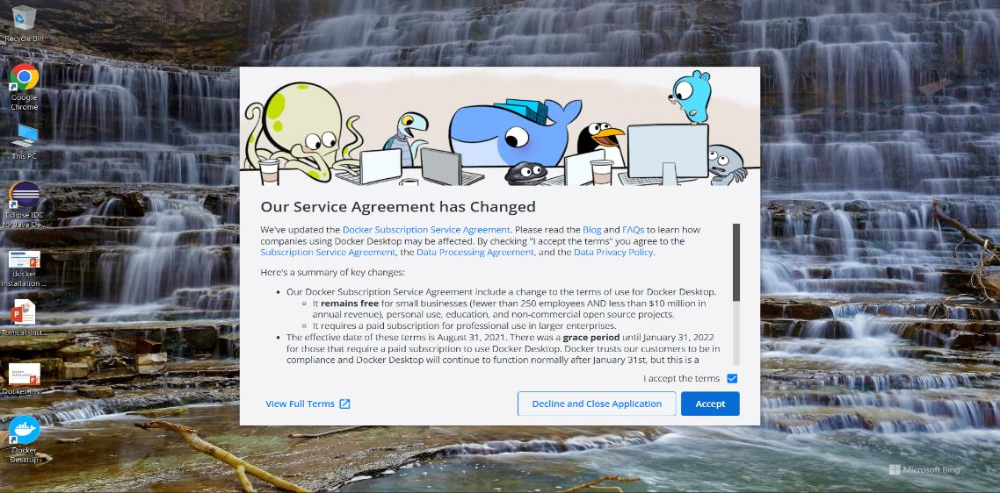 Recycle Bin
Google
Chrome
This PC
Eclipse IDE
for Java De...
docker
installation ...
Tomcat-inst...
Docker-inst...
Docker
Desktop
Our Service Agreement has Changed
We've updated the Docker Subscription Service Agreement. Please read the Blog and FAQs to learn how
companies using Docker Desktop may be affected. By checking "I accept the terms" you agree to the
Subscription Service Agreement, the Data Processing Agreement, and the Data Privacy Policy.
Here's a summary of key changes:
• Our Docker Subscription Service Agreement include a change to the terms of use for Docker Desktop.
◦ It remains free for small businesses (fewer than 250 employees AND less than $10 million in
annual revenue), personal use, education, and non-commercial open source projects.
◦ It requires a paid subscription for professional use in larger enterprises.
• The effective date of these terms is August 31, 2021. There was a grace period until January 31, 2022
for those that require a paid subscription to use Docker Desktop. Docker trusts our customers to be in
compliance and Docker Desktop will continue to function normally after January 31st, but this is a
I accept the terms
View Full Terms
Decline and Close Application
Accept
Microsoft Bing